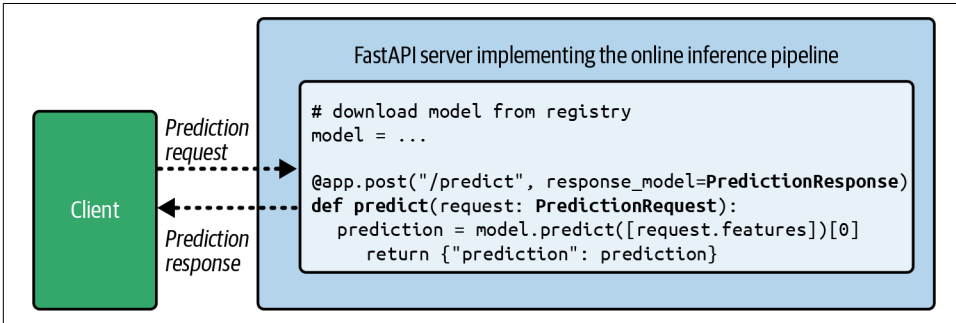 FastAPI server implementing the online inference pipeline
Client
Prediction
request
Prediction
response
# download model from registry
model = ...
@app.post("/predict", response_model=PredictionResponse)
def predict(request: PredictionRequest):
prediction = model.predict([request.features])[0]
return {"prediction": prediction}